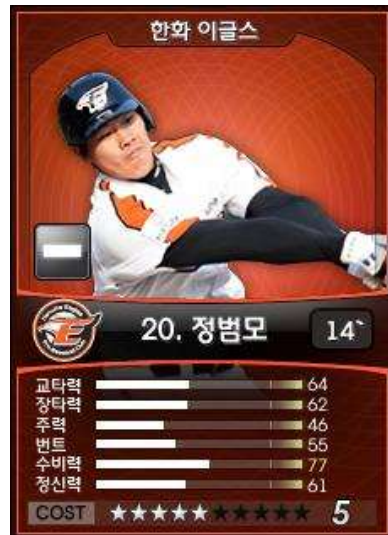 한화 이글스
20. 정범모 14`
교타력 64
장타력 62
주력 46
번트 55
수비력 77
정신력 61
COST 5